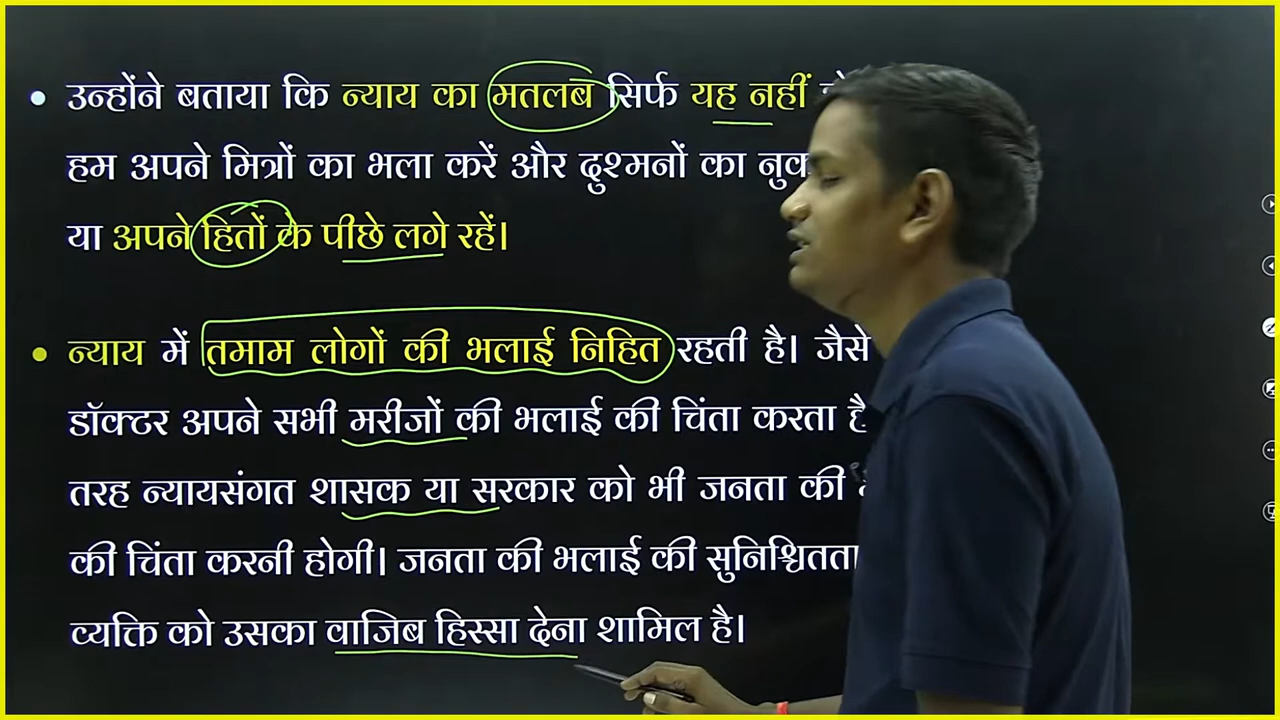 • उन्होंने बताया कि न्याय का मतलब सिर्फ यह नहीं
हम अपने मित्रों का भला करें और दुश्मनों का
या अपने हितों के पीछे लगे रहें।
• न्याय में तमाम लोगों की भलाई निहित रहती है। जैसे
डॉक्टर अपने सभी मरीजों की भलाई की चिंता करता है
तरह न्यायसंगत शासक या सरकार को भी जनता की
की चिंता करनी होगी। जनता की भलाई की सुनिश्चितता
व्यक्ति को उसका वाजिब हिस्सा देना शामिल है।